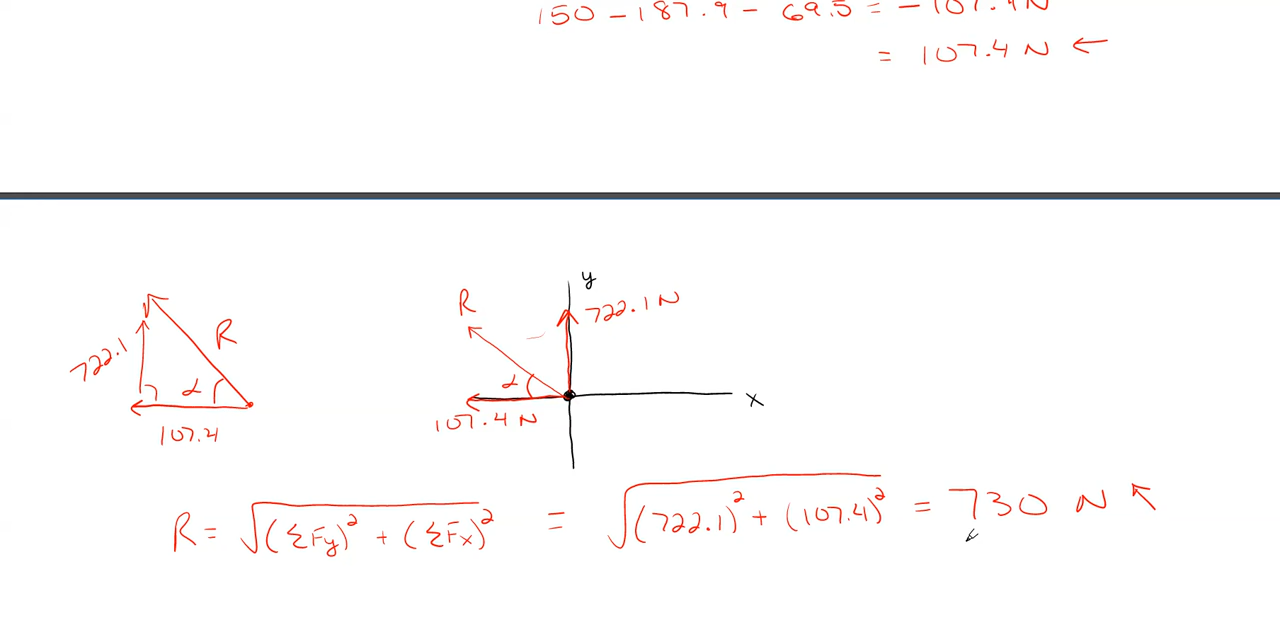 150 - 187.9 - 69.5 = -107.4 N
= 107.4 N ←
y
R
722.1 N
722.1
R
α
α
x
107.4 N
107.4
R = √(ΣFy)² + (ΣFx)² = √(722.1)² + (107.4)² = 730 N ↖